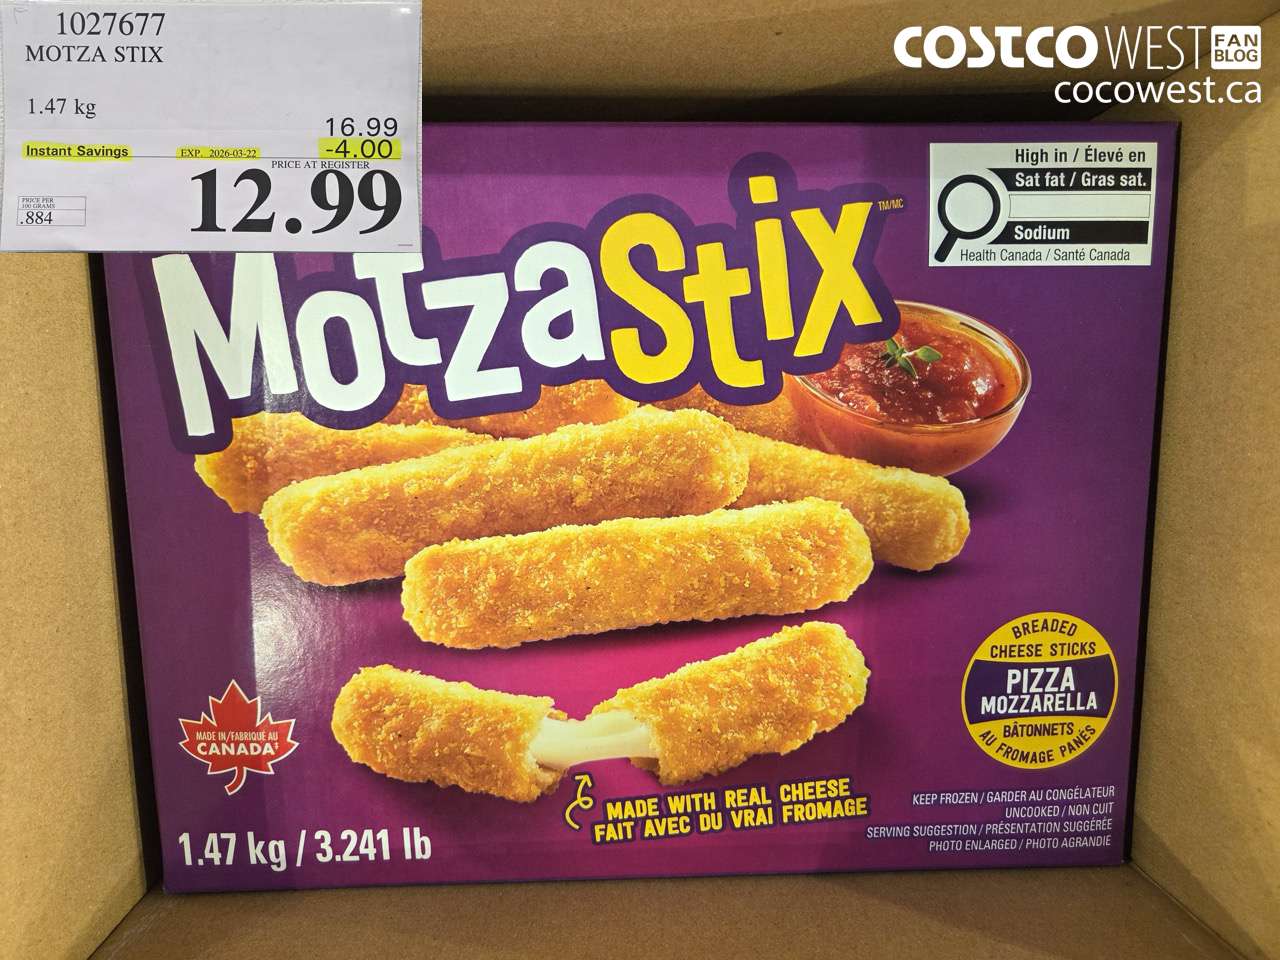 1027677
MOTZA STIX
1.47 kg
16.99
Instant Savings EXP. 2026-03-22 -4.00
PRICE AT REGISTER
12.99
PRICE PER
100 GRAMS
.884
COSTCO WEST FAN BLOG
cocowest.ca
High in / Élevé en
Sat fat / Gras sat.
Sodium
Health Canada / Santé Canada
MotzaStix TM/MC
BREADED
CHEESE STICKS
PIZZA
MOZZARELLA
BÂTONNETS
AU FROMAGE PANÉS
MADE IN/FABRIQUÉ AU
CANADA‡
MADE WITH REAL CHEESE
FAIT AVEC DU VRAI FROMAGE
1.47 kg / 3.241 lb
KEEP FROZEN / GARDER AU CONGÉLATEUR
UNCOOKED / NON CUIT
SERVING SUGGESTION / PRÉSENTATION SUGGÉRÉE
PHOTO ENLARGED / PHOTO AGRANDIE